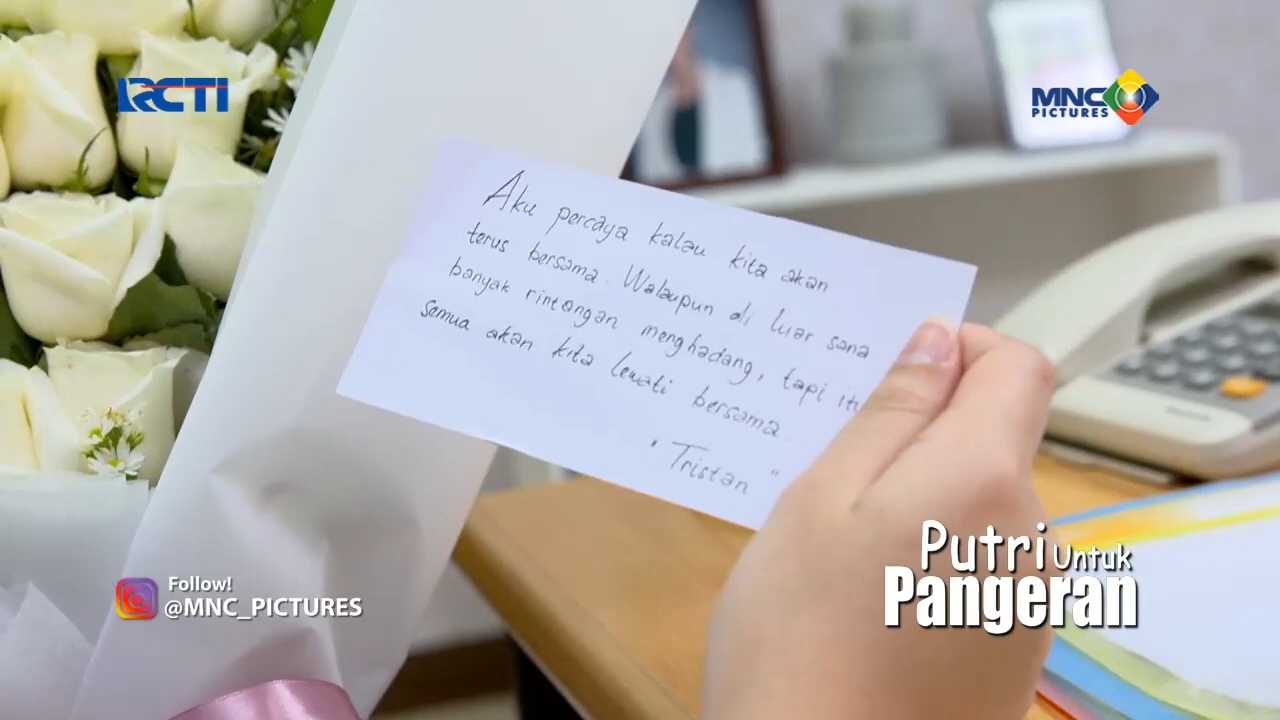 RCTI
MNC
PICTURES
Aku percaya kalau kita akan
terus bersama. Walaupun di luar sana
banyak rintangan menghadang, tapi itu
semua akan kita lewati bersama.
"Tristan"
Putri Untuk
Pangeran
Follow!
@MNC_PICTURES